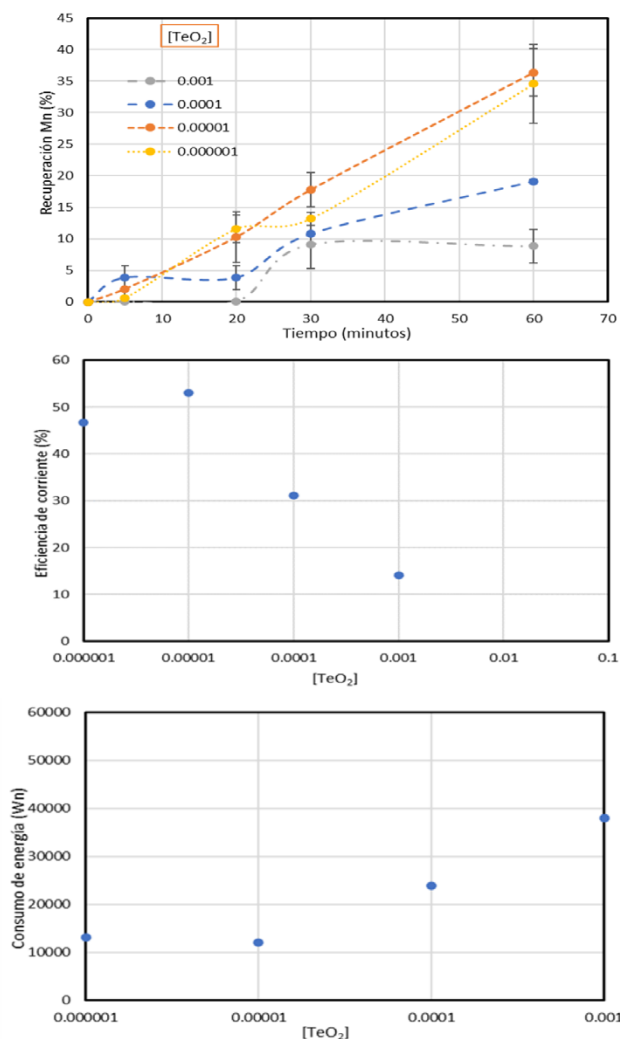 45
40
35
30
25
20
15
10
5
0
Recuperación Mn (%)
[TeO₂]
0.001
0.0001
0.00001
0.000001
0 10 20 30 40 50 60 70
Tiempo (minutos)
60
50
40
30
20
10
0
Eficiencia de corriente (%)
0.000001 0.00001 0.0001 0.001 0.01 0.1
[TeO₂]
60000
50000
40000
30000
20000
10000
0
Consumo de energía (Wn)
0.000001 0.00001 0.0001 0.001
[TeO₂]